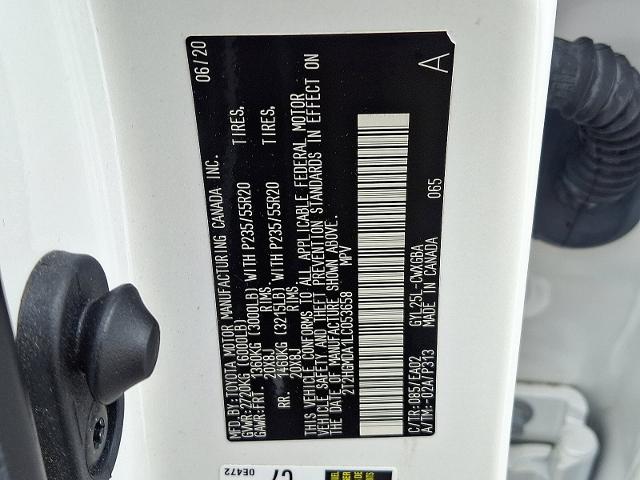 MFD.BY:TOYOTA MOTOR MANUFACTURING CANADA INC. 06/20
GVWR:2720KG(6000LB)
GAWR:FRT. 1360KG(3000LB)WITH P235/55R20 TIRES,
20X8J RIMS,
RR. 1460KG(3215LB)WITH P235/55R20 TIRES,
20X8J RIMS,
THIS VEHICLE CONFORMS TO ALL APPLICABLE FEDERAL MOTOR
VEHICLE SAFETY AND THEFT PREVENTION STANDARDS IN EFFECT ON
THE DATE OF MANUFACTURE SHOWN ABOVE.
2T2HGMDA1LC053658 MPV
065
C/TR:085/EA02 GYL25L-CWXGBA A
A/TM:-02A/P313 MADE IN CANADA
C7
0E472